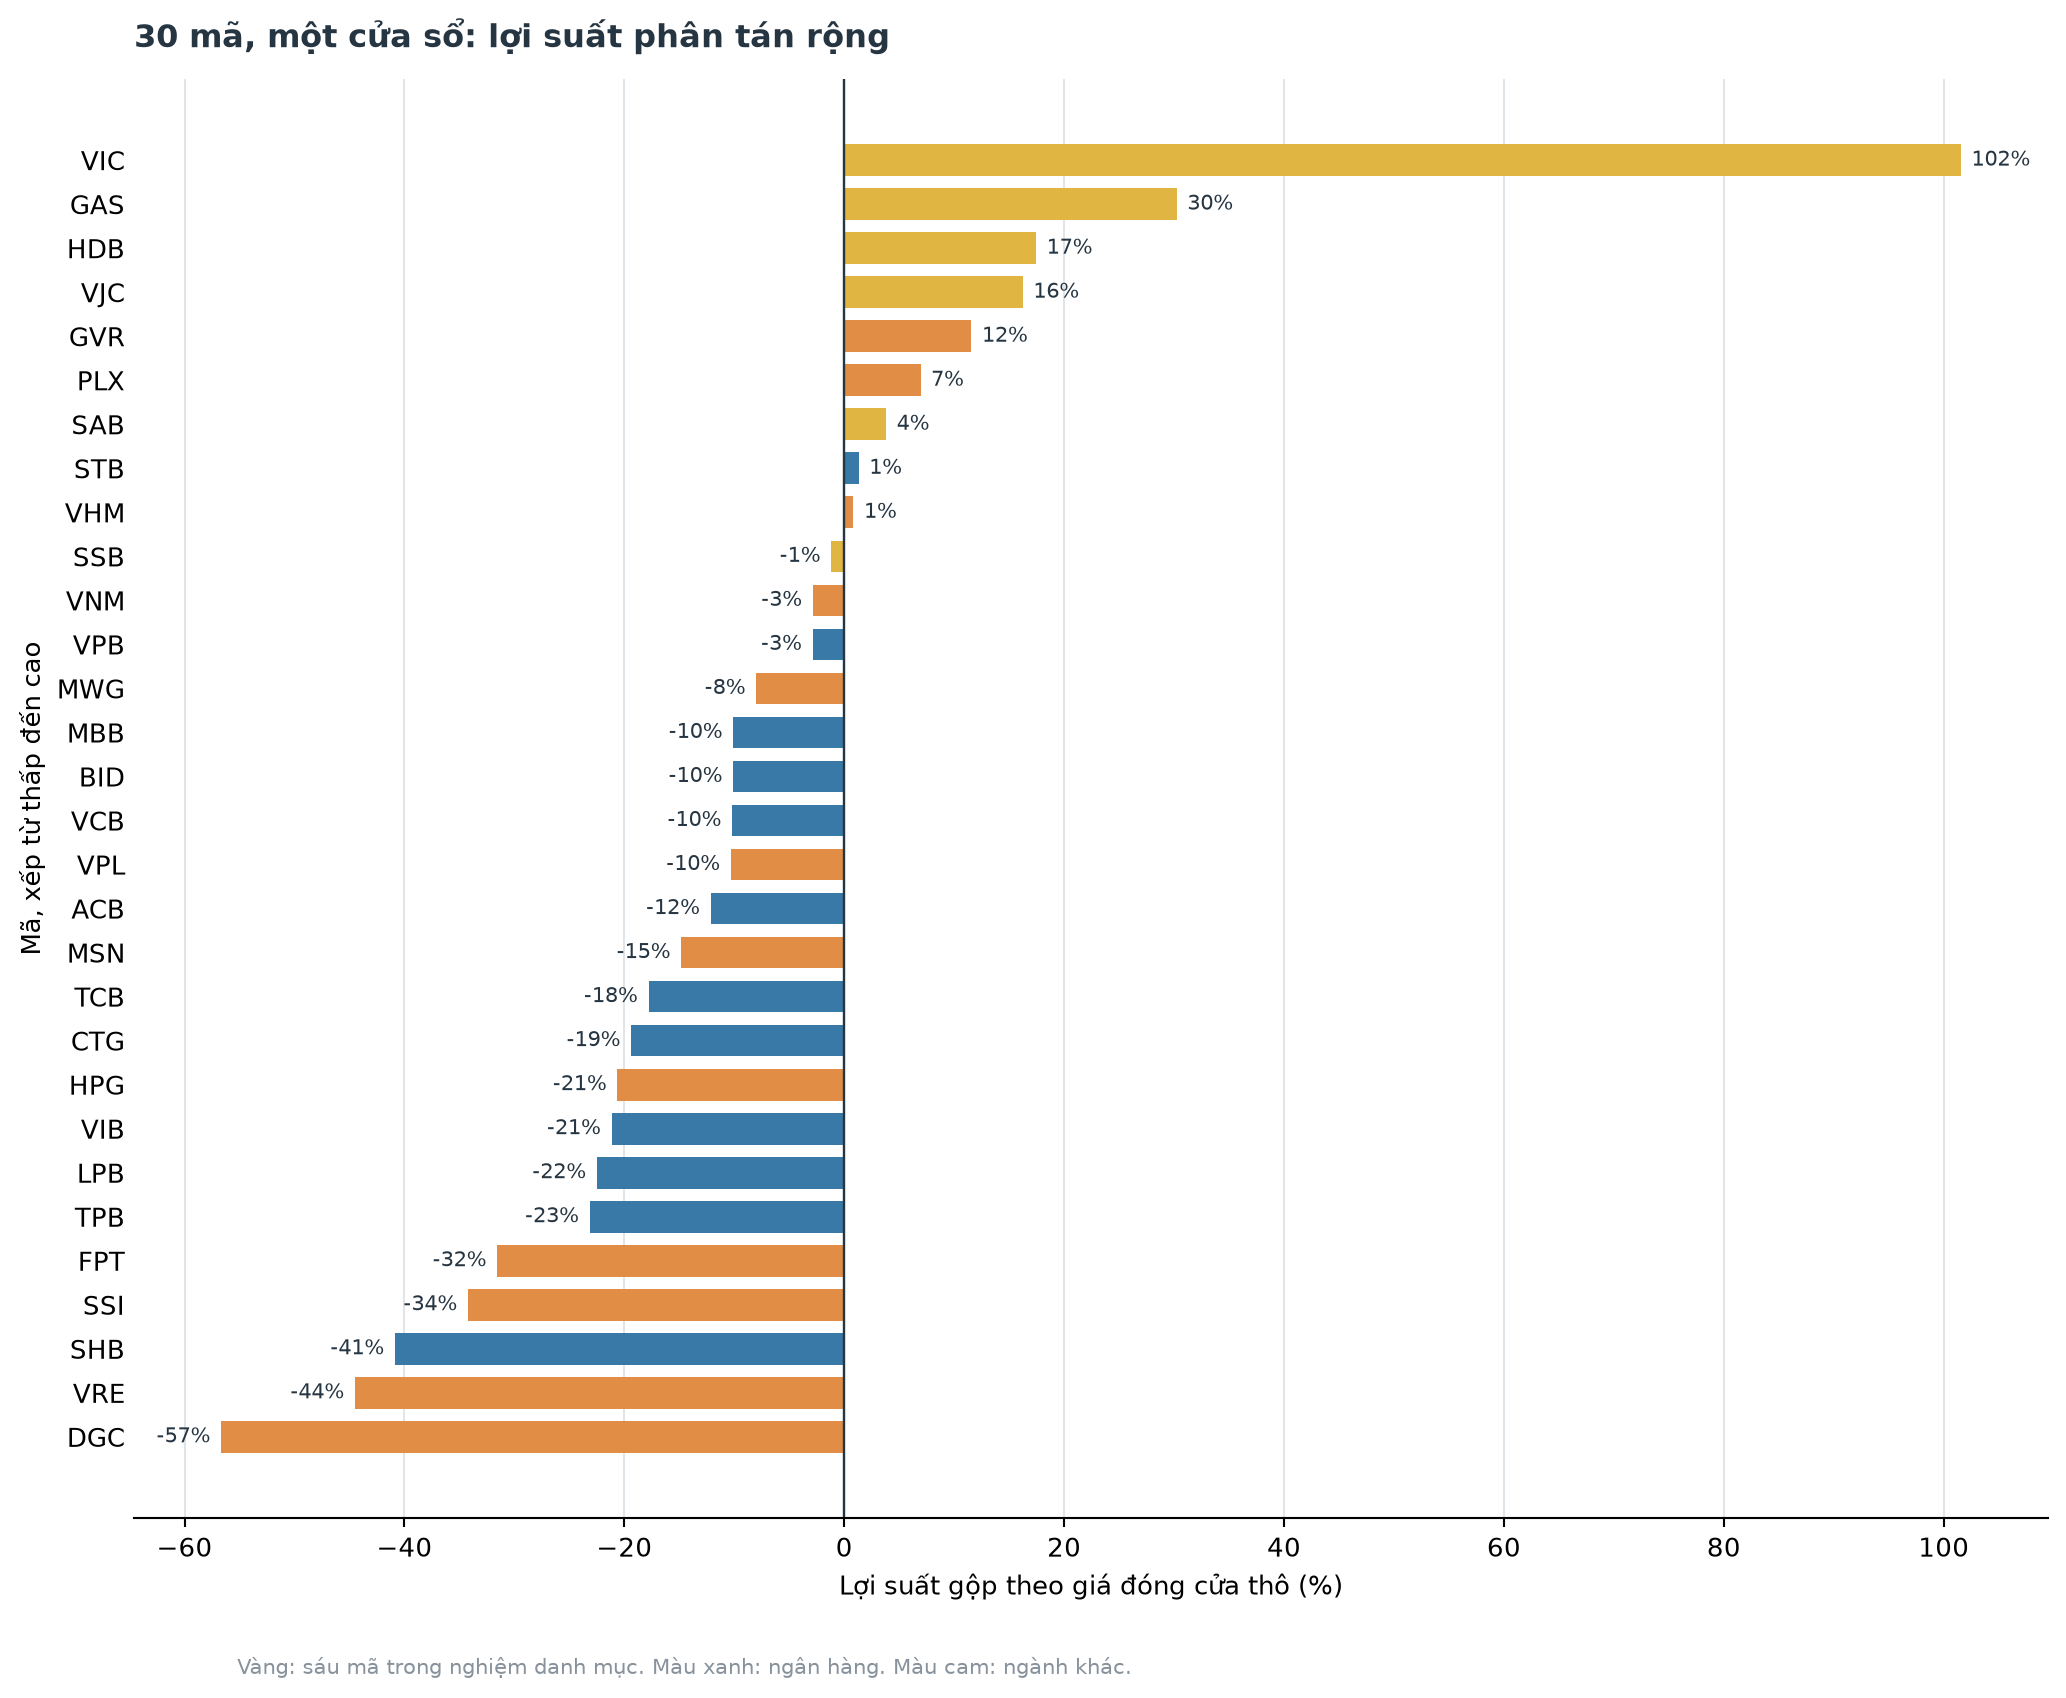 30 mã, một cửa sổ: lợi suất phân tán rộng
Mã, xếp từ thấp đến cao
VIC 102%
GAS 30%
HDB 17%
VJC 16%
GVR 12%
PLX 7%
SAB 4%
STB 1%
VHM 1%
SSB -1%
VNM -3%
VPB -3%
MWG -8%
MBB -10%
BID -10%
VCB -10%
VPL -10%
ACB -12%
MSN -15%
TCB -18%
CTG -19%
HPG -21%
VIB -21%
LPB -22%
TPB -23%
FPT -32%
SSI -34%
SHB -41%
VRE -44%
DGC -57%
−60 −40 −20 0 20 40 60 80 100
Lợi suất gộp theo giá đóng cửa thô (%)
Vàng: sáu mã trong nghiệm danh mục. Màu xanh: ngân hàng. Màu cam: ngành khác.